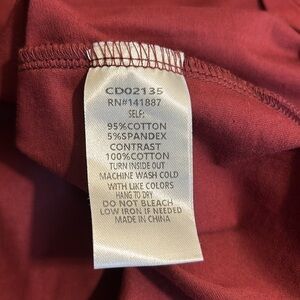 CD02135
RN#141887
SELF:
95%COTTON
5%SPANDEX
CONTRAST
100%COTTON
TURN INSIDE OUT
MACHINE WASH COLD
WITH LIKE COLORS
HANG TO DRY
DO NOT BLEACH
LOW IRON IF NEEDED
MADE IN CHINA